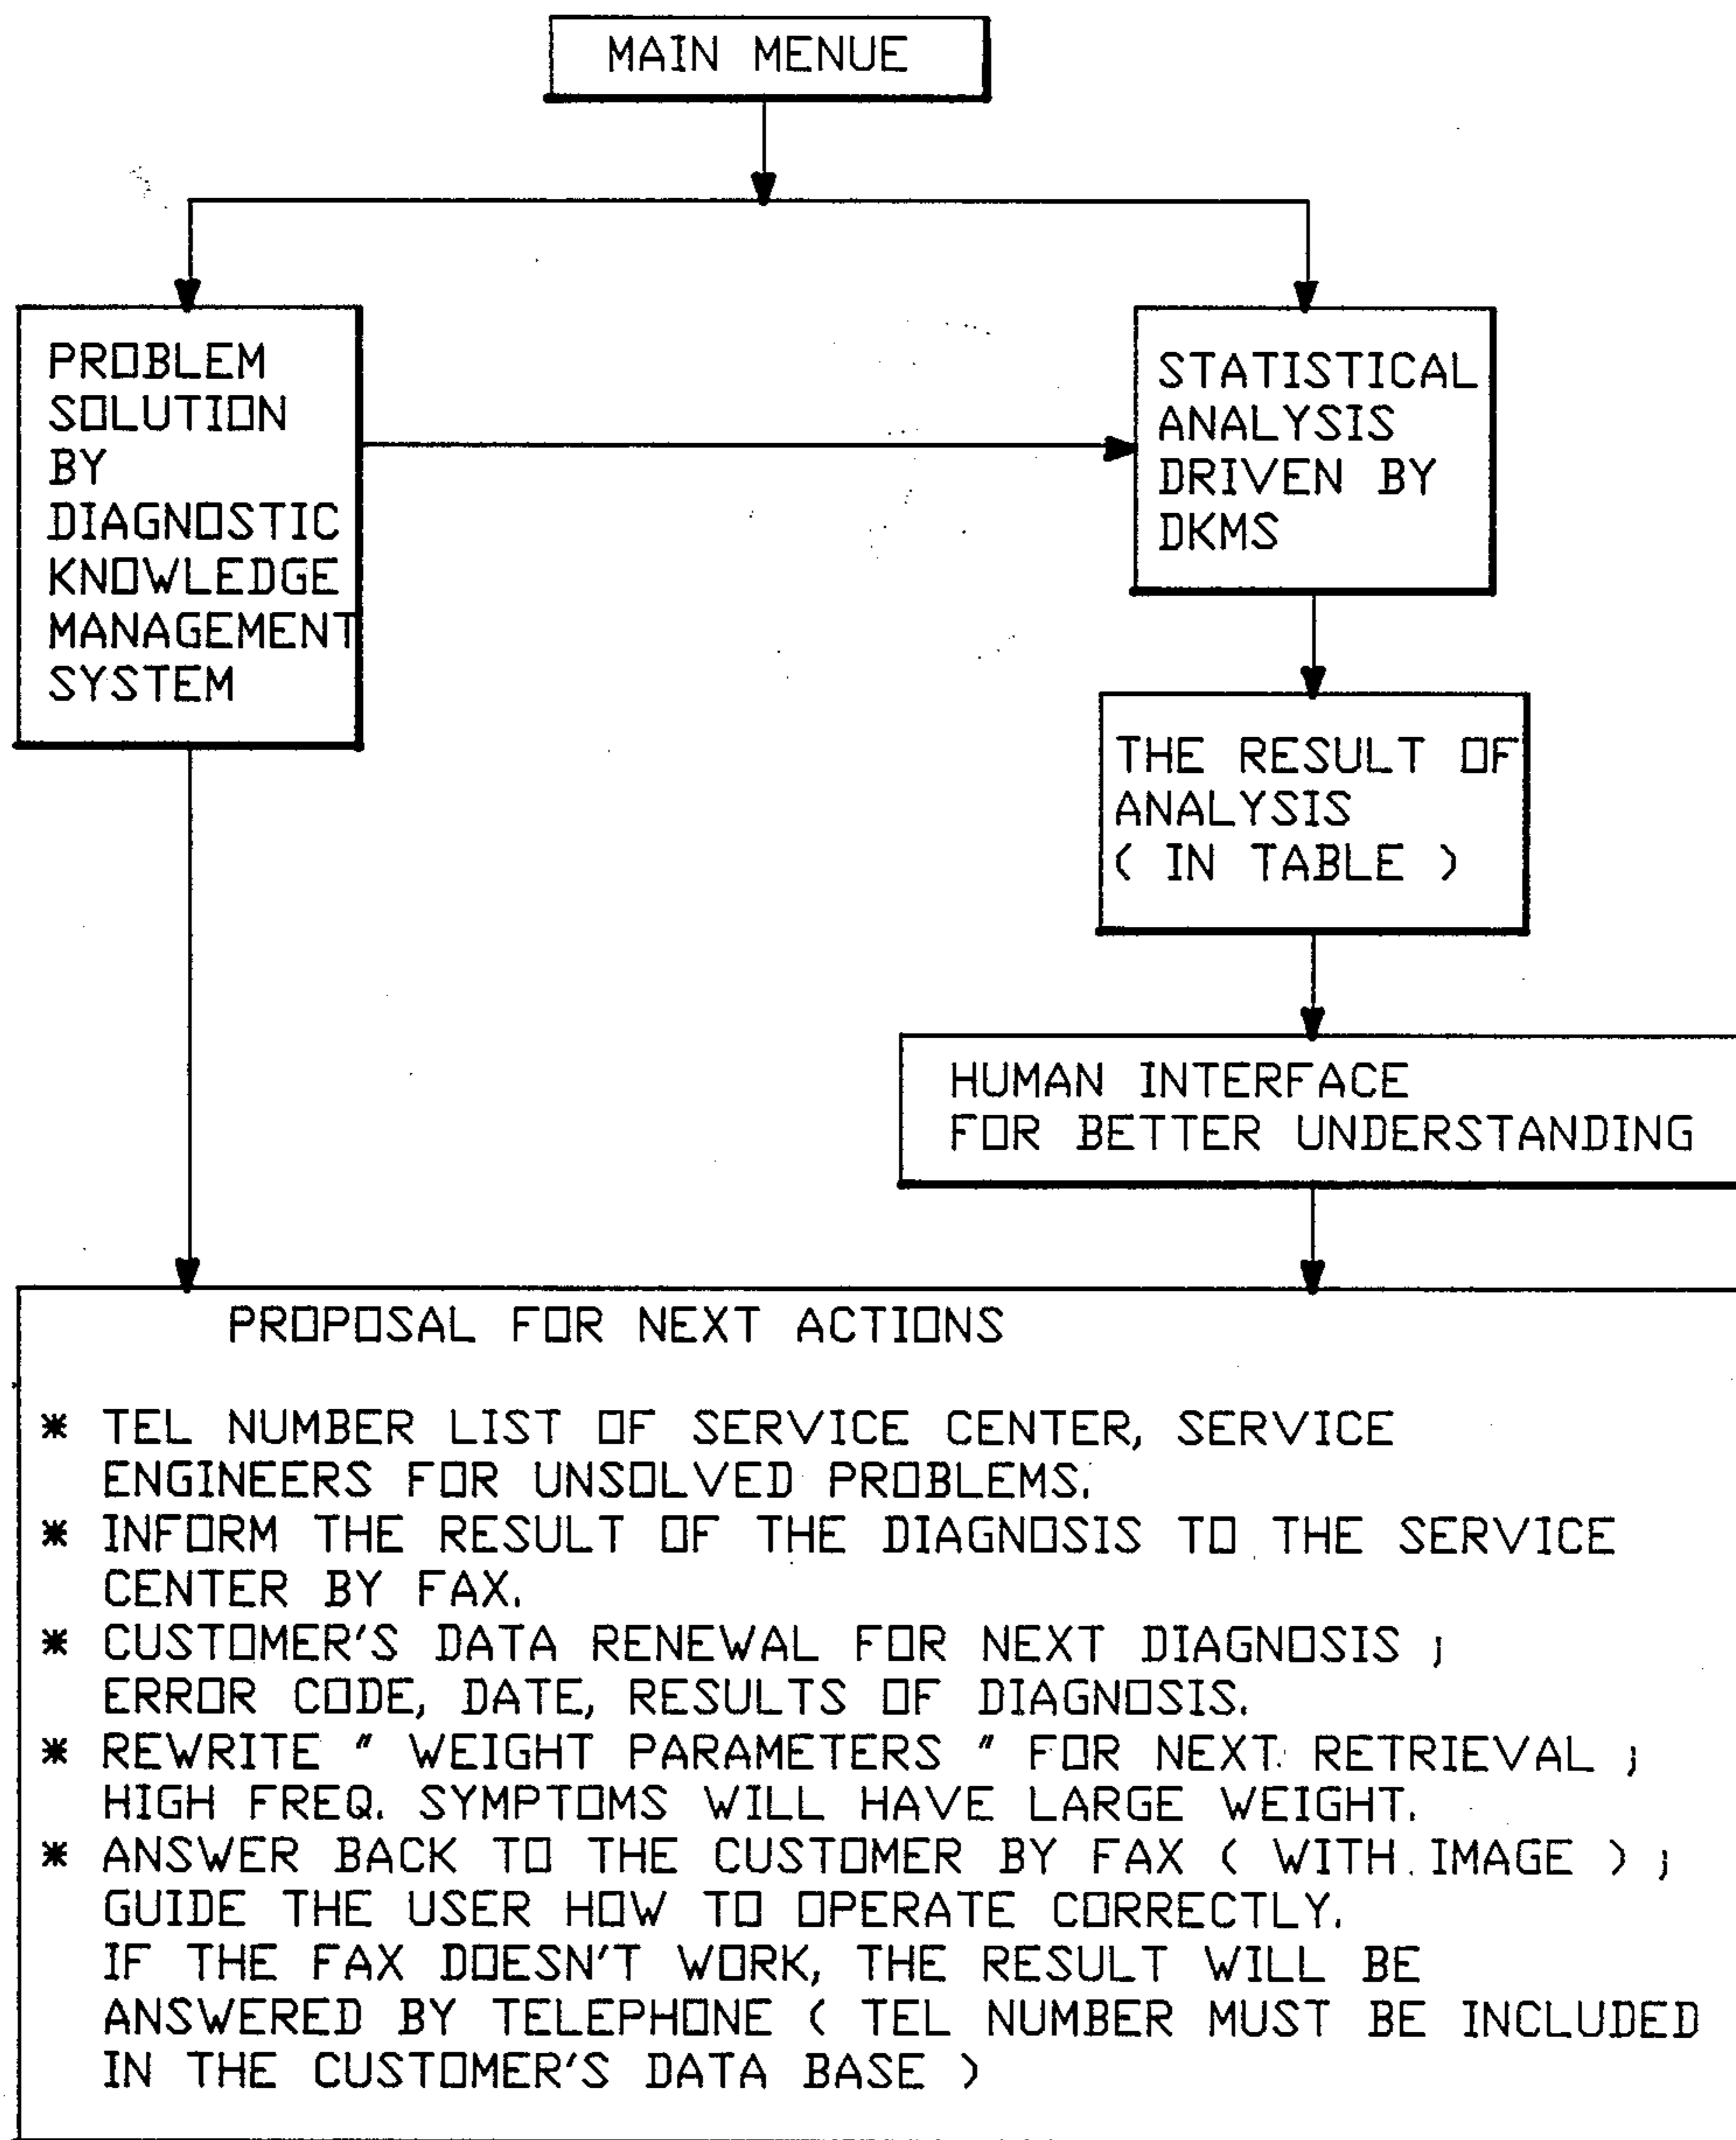 MAIN MENUE
PROBLEM
SOLUTION
BY
DIAGNOSTIC
KNOWLEDGE
MANAGEMENT
SYSTEM
STATISTICAL
ANALYSIS
DRIVEN BY
DKMS
THE RESULT OF
ANALYSIS
( IN TABLE )
HUMAN INTERFACE
FOR BETTER UNDERSTANDING
PROPOSAL FOR NEXT ACTIONS
* TEL NUMBER LIST OF SERVICE CENTER, SERVICE
ENGINEERS FOR UNSOLVED PROBLEMS.
* INFORM THE RESULT OF THE DIAGNOSIS TO THE SERVICE
CENTER BY FAX.
* CUSTOMER'S DATA RENEWAL FOR NEXT DIAGNOSIS ;
ERROR CODE, DATE, RESULTS OF DIAGNOSIS.
* REWRITE " WEIGHT PARAMETERS " FOR NEXT RETRIEVAL ;
HIGH FREQ. SYMPTOMS WILL HAVE LARGE WEIGHT.
* ANSWER BACK TO THE CUSTOMER BY FAX ( WITH IMAGE ) ;
GUIDE THE USER HOW TO OPERATE CORRECTLY.
IF THE FAX DOESN'T WORK, THE RESULT WILL BE
ANSWERED BY TELEPHONE ( TEL NUMBER MUST BE INCLUDED
IN THE CUSTOMER'S DATA BASE )